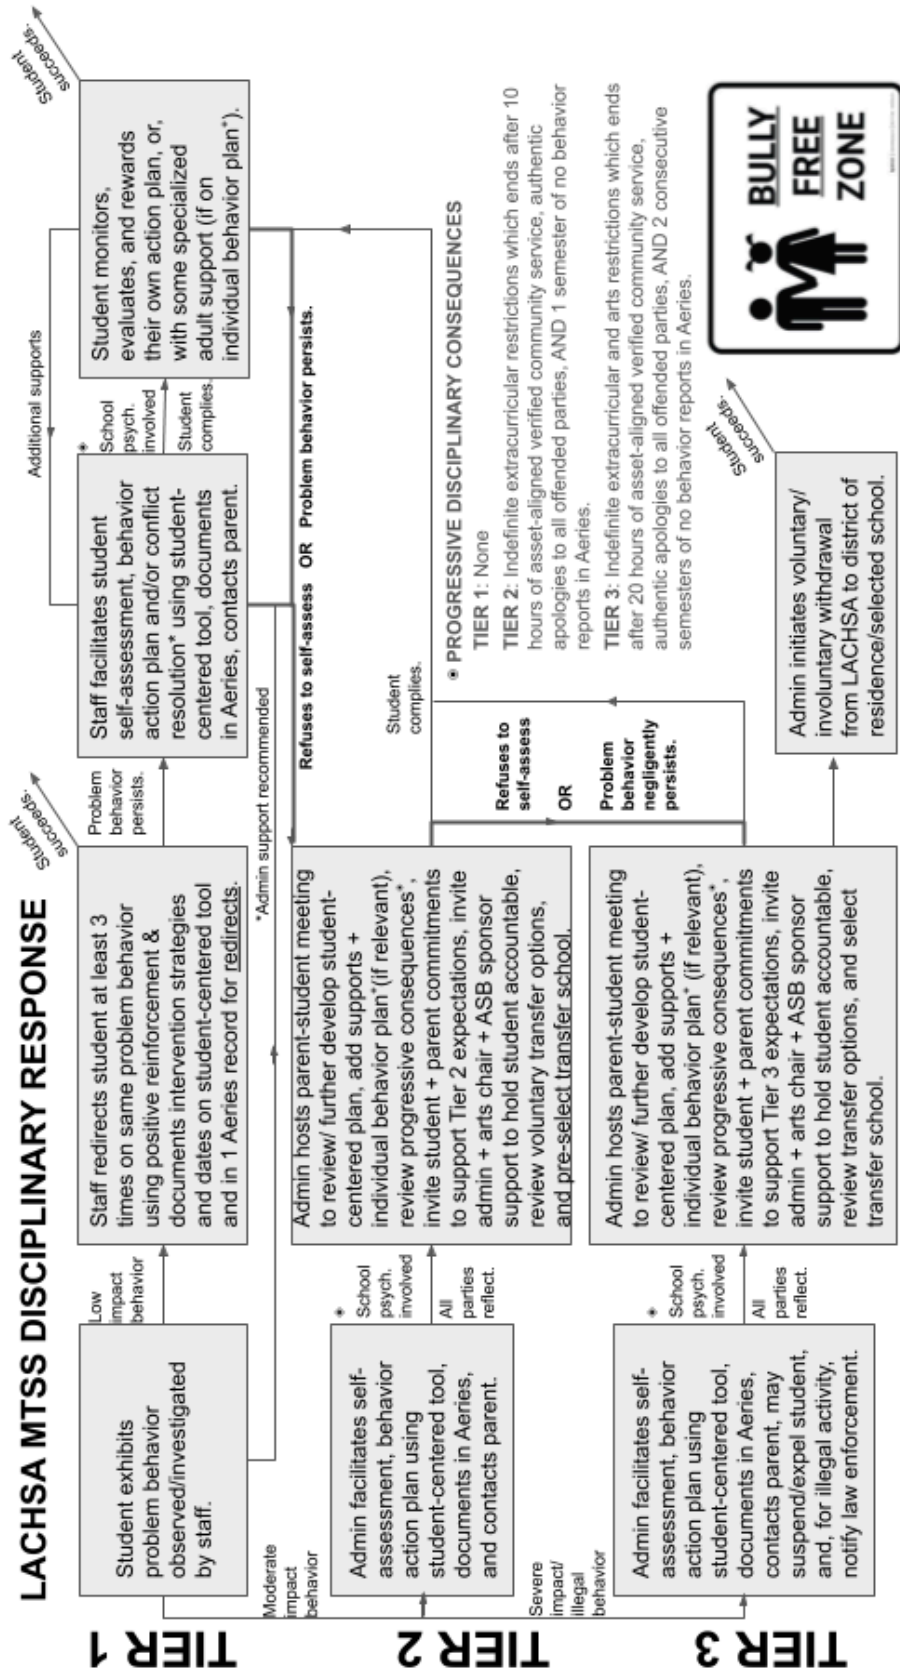 LACHSA MTSS DISCIPLINARY RESPONSE
TIER 1
Student exhibits
problem behavior
observed/investigated
by staff.
Low
impact
behavior
Staff redirects student at least 3
times on same problem behavior
using positive reinforcement &
documents intervention strategies
and dates on student-centered tool
and in 1 Aeries record for redirects.
Student
succeeds.
Problem
behavior
persists.
Staff facilitates student
self-assessment, behavior
action plan and/or conflict
resolution* using student-
centered tool, documents
in Aeries, contacts parent.
Additional supports
School
psych.
involved
Student
complies.
Student monitors,
evaluates, and rewards
their own action plan, or,
with some specialized
adult support (if on
individual behavior plan*).
Student
succeeds.
*Admin support recommended
Refuses to self-assess OR Problem behavior persists.
Moderate
impact
behavior
TIER 2
Admin facilitates self-
assessment, behavior
action plan using
student-centered tool,
documents in Aeries,
and contacts parent.
School
psych.
involved
All
parties
reflect.
Admin hosts parent-student meeting
to review/ further develop student-
centered plan, add supports +
individual behavior plan*(if relevant),
review progressive consequences*,
invite student + parent commitments
to support Tier 2 expectations, invite
admin + arts chair + ASB sponsor
support to hold student accountable,
review voluntary transfer options,
and pre-select transfer school.
Student
complies.
Refuses to
self-assess
OR
Problem
behavior
negligently
persists.
Severe
impact/
illegal
behavior
TIER 3
Admin facilitates self-
assessment, behavior
action plan using
student-centered tool,
documents in Aeries,
contacts parent, may
suspend/expel student,
and, for illegal activity,
notify law enforcement.
School
psych.
involved
All
parties
reflect.
Admin hosts parent-student meeting
to review/ further develop student-
centered plan, add supports +
individual behavior plan* (if relevant),
review progressive consequences*,
invite student + parent commitments
to support Tier 3 expectations, invite
admin + arts chair + ASB sponsor
support to hold student accountable,
review transfer options, and select
transfer school.
Admin initiates voluntary/
involuntary withdrawal
from LACHSA to district of
residence/selected school.
Student
succeeds.
PROGRESSIVE DISCIPLINARY CONSEQUENCES
TIER 1: None
TIER 2: Indefinite extracurricular restrictions which ends after 10
hours of asset-aligned verified community service, authentic
apologies to all offended parties, AND 1 semester of no behavior
reports in Aeries.
TIER 3: Indefinite extracurricular and arts restrictions which ends
after 20 hours of asset-aligned verified community service,
authentic apologies to all offended parties, AND 2 consecutive
semesters of no behavior reports in Aeries.
BULLY
FREE
ZONE